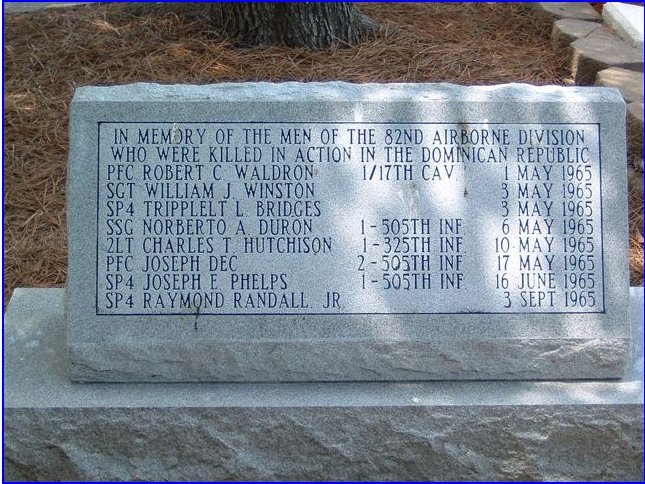 IN MEMORY OF THE MEN OF THE 82ND AIRBORNE DIVISION
WHO WERE KILLED IN ACTION IN THE DOMINICAN REPUBLIC
PFC ROBERT C. WALDRON 1/17TH CAV 1 MAY 1965
SGT WILLIAM J. WINSTON 3 MAY 1965
SP4 TRIPPLELT L. BRIDGES 3 MAY 1965
SSG NORBERTO A. DURON 1-505TH INF. 6 MAY 1965
2LT CHARLES T. HUTCHISON 1-325TH INF. 10 MAY 1965
PFC JOSEPH DEC 2-505TH INF. 17 MAY 1965
SP4 JOSEPH E. PHELPS 1-505TH INF. 16 JUNE 1965
SP4 RAYMOND RANDALL, JR. 3 SEPT 1965